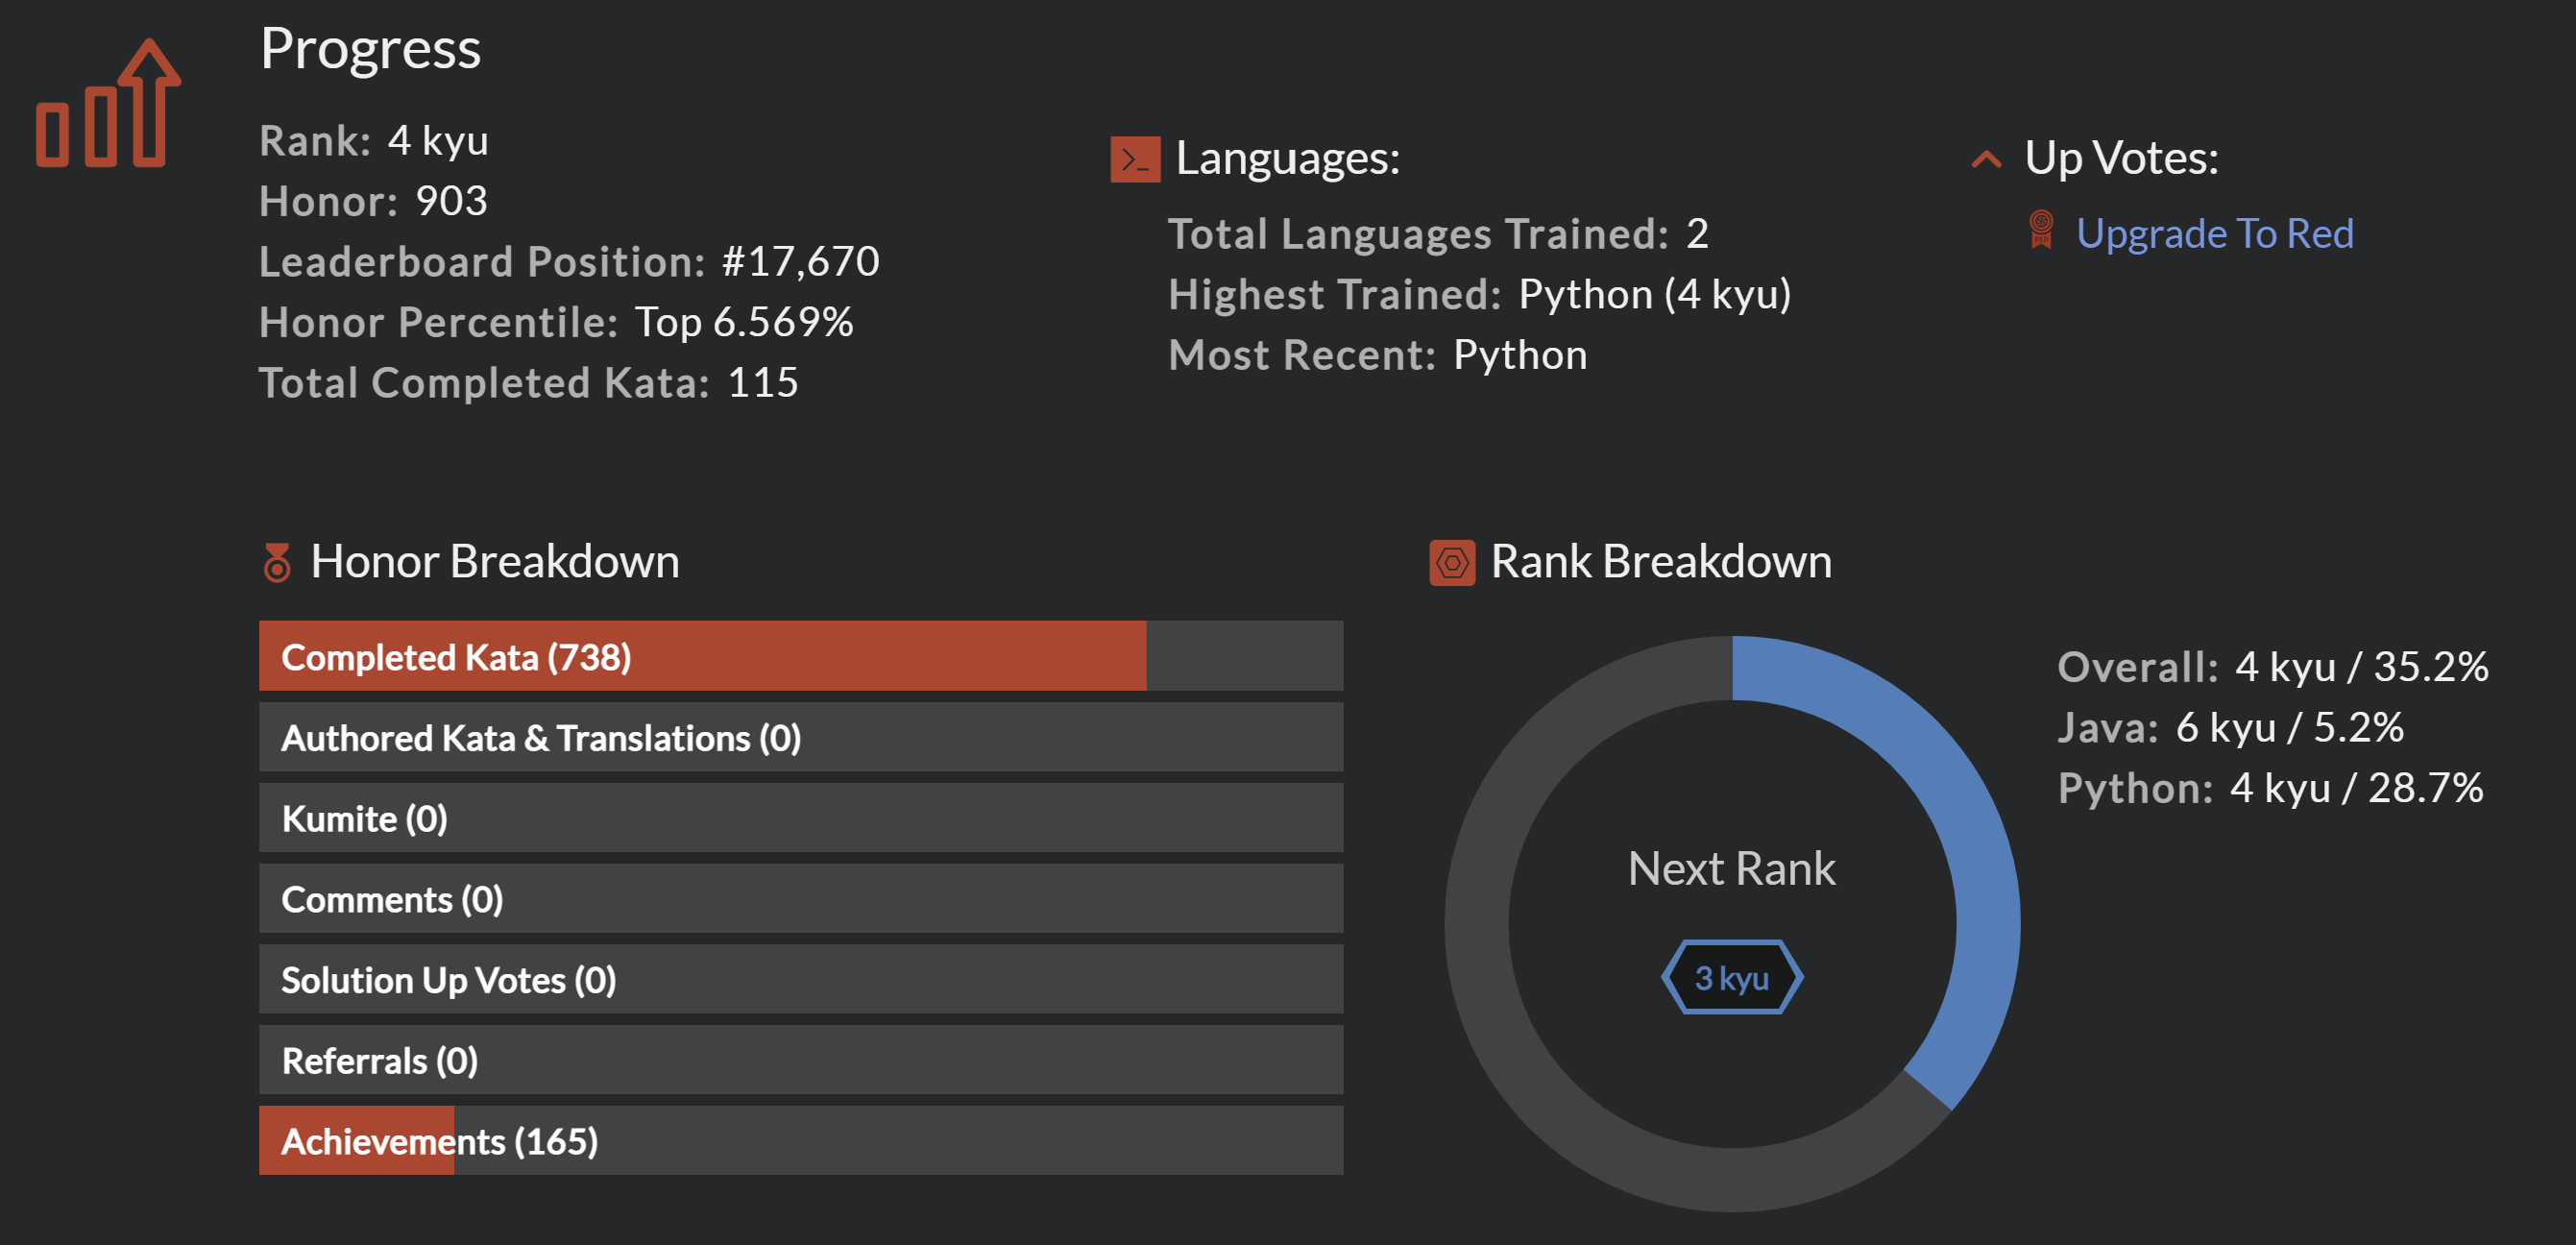 Progress
Rank: 4 kyu
Honor: 903
Leaderboard Position: #17,670
Honor Percentile: Top 6.569%
Total Completed Kata: 115
Languages:
Total Languages Trained: 2
Highest Trained: Python (4 kyu)
Most Recent: Python
Up Votes:
Upgrade To Red
Honor Breakdown
Completed Kata (738)
Authored Kata & Translations (0)
Kumite (0)
Comments (0)
Solution Up Votes (0)
Referrals (0)
Achievements (165)
Rank Breakdown
Next Rank
3 kyu
Overall: 4 kyu / 35.2%
Java: 6 kyu / 5.2%
Python: 4 kyu / 28.7%